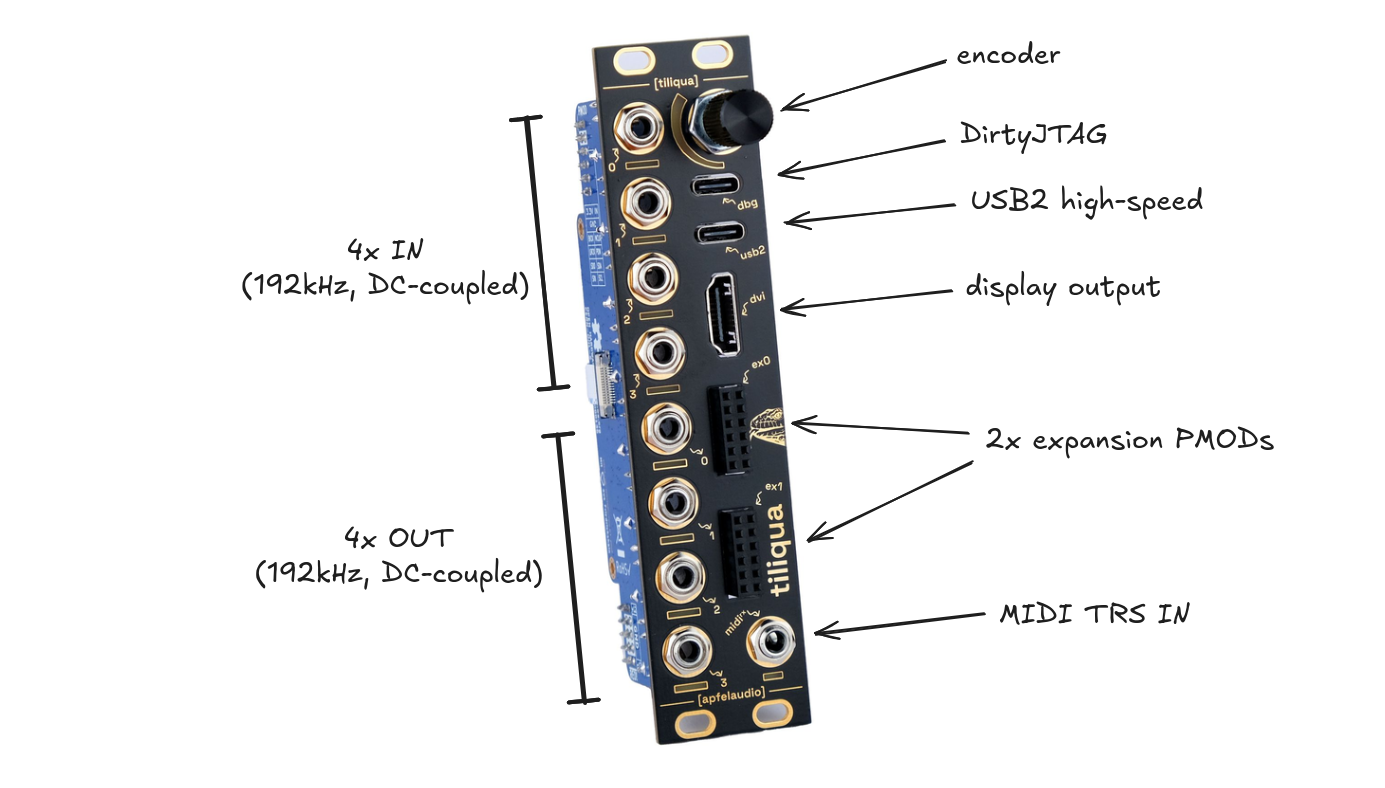 encoder
DirtyJTAG
USB2 high-speed
display output
2x expansion PMODs
MIDI TRS IN
4x IN
(192kHz, DC-coupled)
4x OUT
(192kHz, DC-coupled)
[tiliqua]
0
dbg
1
usb2
2
dvi
3
ex0
0
ex1
1
tiliqua
2
midi
3
[apfelaudio]